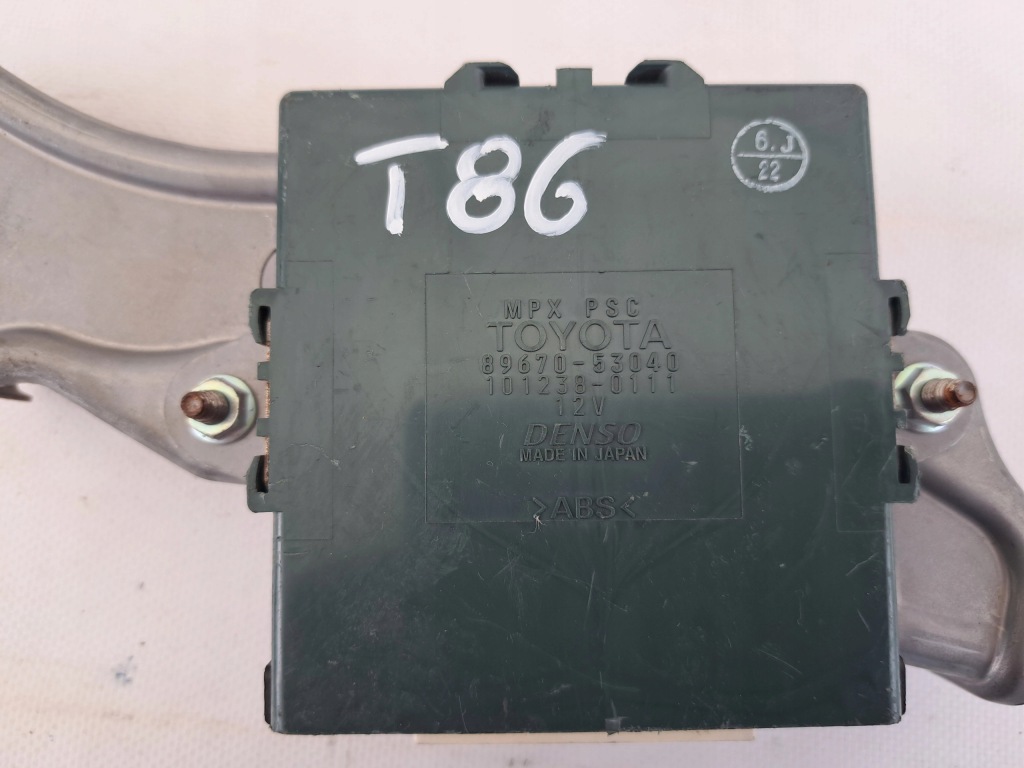 T86
6.J
22
MPX PSC
TOYOTA
89670-53040
101238-0111
12V
DENSO
MADE IN JAPAN
>ABS<